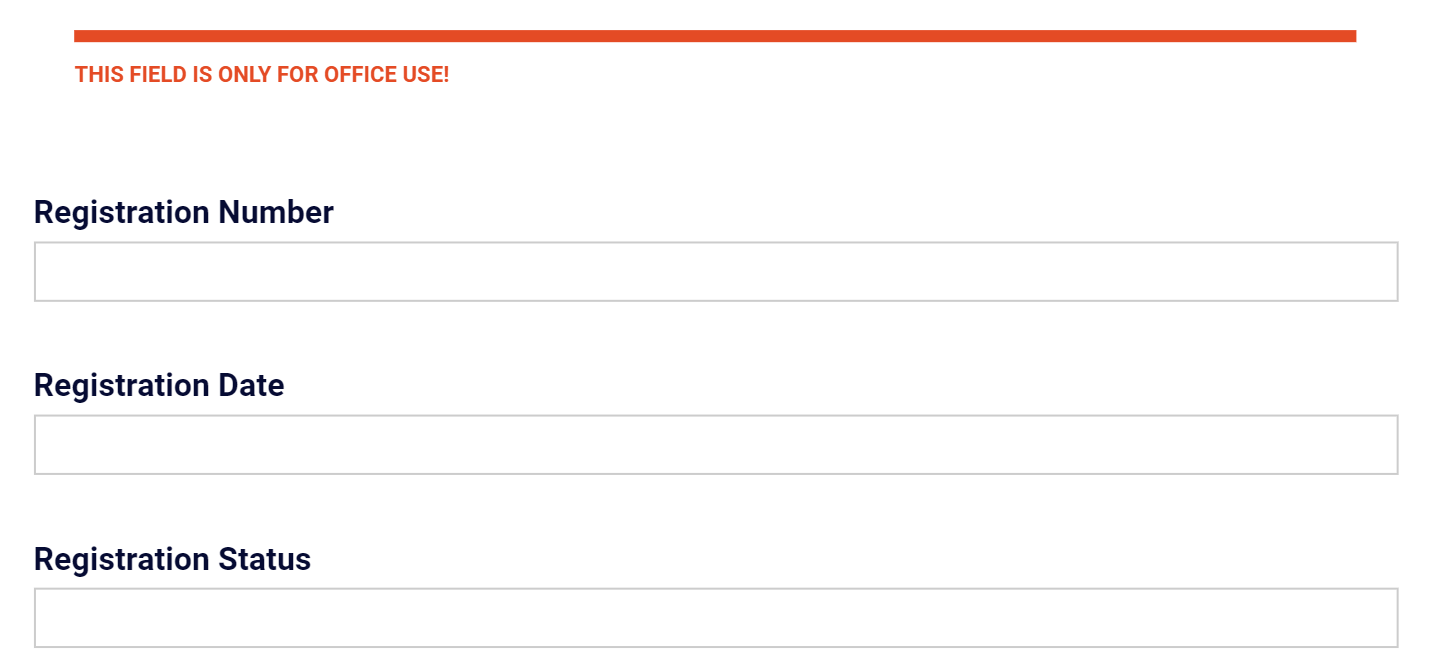 THIS FIELD IS ONLY FOR OFFICE USE!
Registration Number
Registration Date
Registration Status